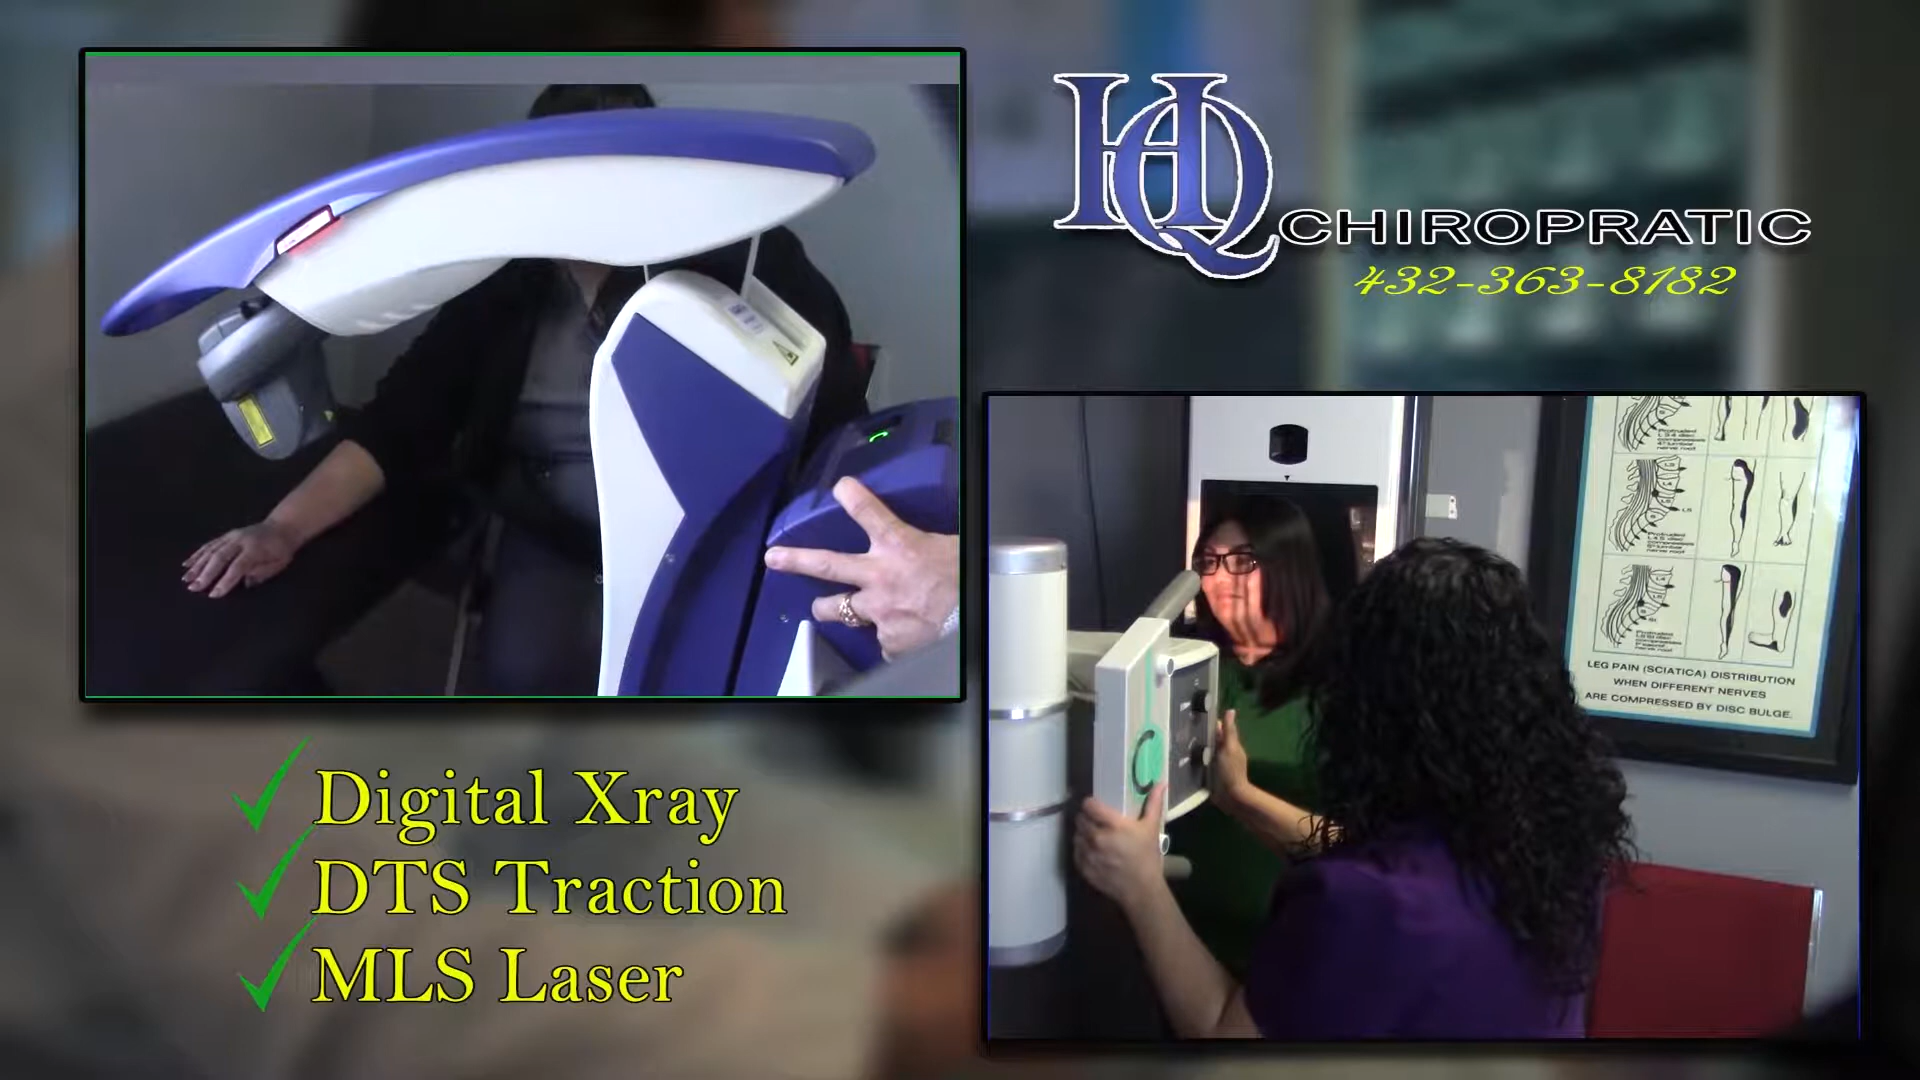 HQ CHIROPRATIC
432-363-8182
Digital Xray
DTS Traction
MLS Laser
LEG PAIN (SCIATICA) DISTRIBUTION
WHEN DIFFERENT NERVES
ARE COMPRESSED BY DISC BULGE.